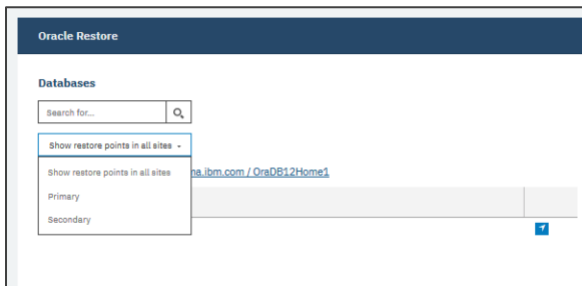 Oracle Restore
Databases
Search for...
Show restore points in all sites
Show restore points in all sites
na.ibm.com / OraDB12Home1
Primary
Secondary